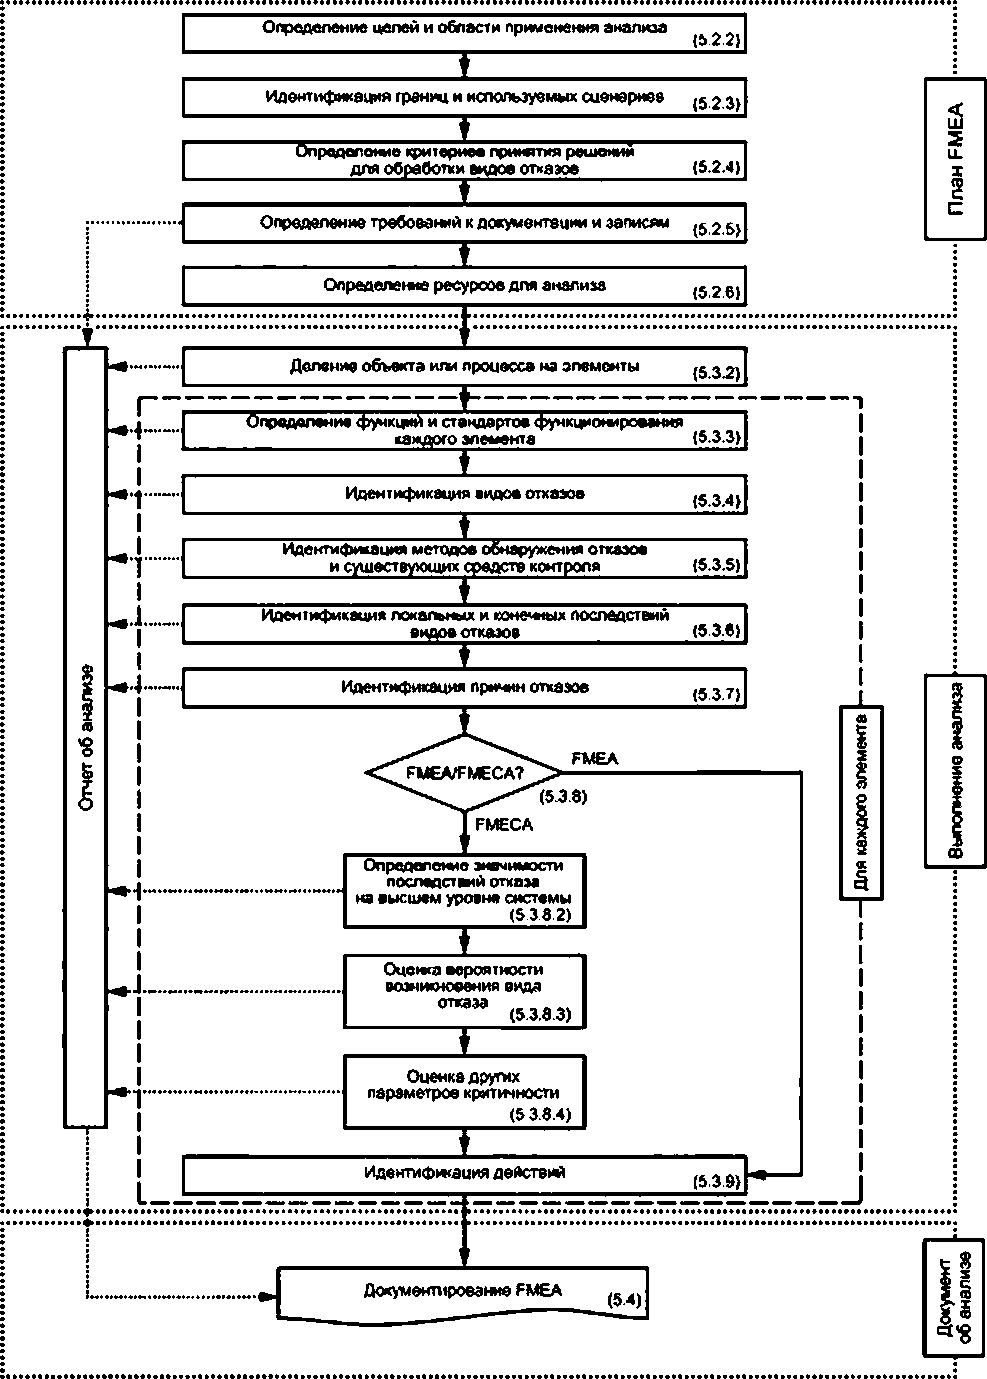 Определение целей и области применения анализа
(5.2.2)
Идентификация границ и используемых сценариев
(5.2.3)
Определение критериев принятия решений
для обработки видов отказов
(5.2.4)
Определение требований к документации и записям
(5.2.5)
Определение ресурсов для анализа
(5.2.6)
План FMEA
Деление объекта или процесса на элементы
(5.3.2)
Определение функций и стандартов функционирования
каждого элемента
(5.3.3)
Идентификация видов отказов
(5.3.4)
Идентификация методов обнаружения отказов
и существующих средств контроля
(5.3.5)
Идентификация локальных и конечных последствий
видов отказов
(5.3.6)
Идентификация причин отказов
(5.3.7)
FMEA/FMECA?
(5.3.8)
FMEA
FMECA
Определение значимости
последствий отказа
на высшем уровне системы
(5.3.8.2)
Оценка вероятности
возникновения вида
отказа
(5.3.8.3)
Оценка других
параметров критичности
(5.3.8.4)
Идентификация действий
(5.3.9)
Отчет об анализе
Для каждого элемента
Выполнение анализа
Документирование FMEA
(5.4)
Документ
об анализе